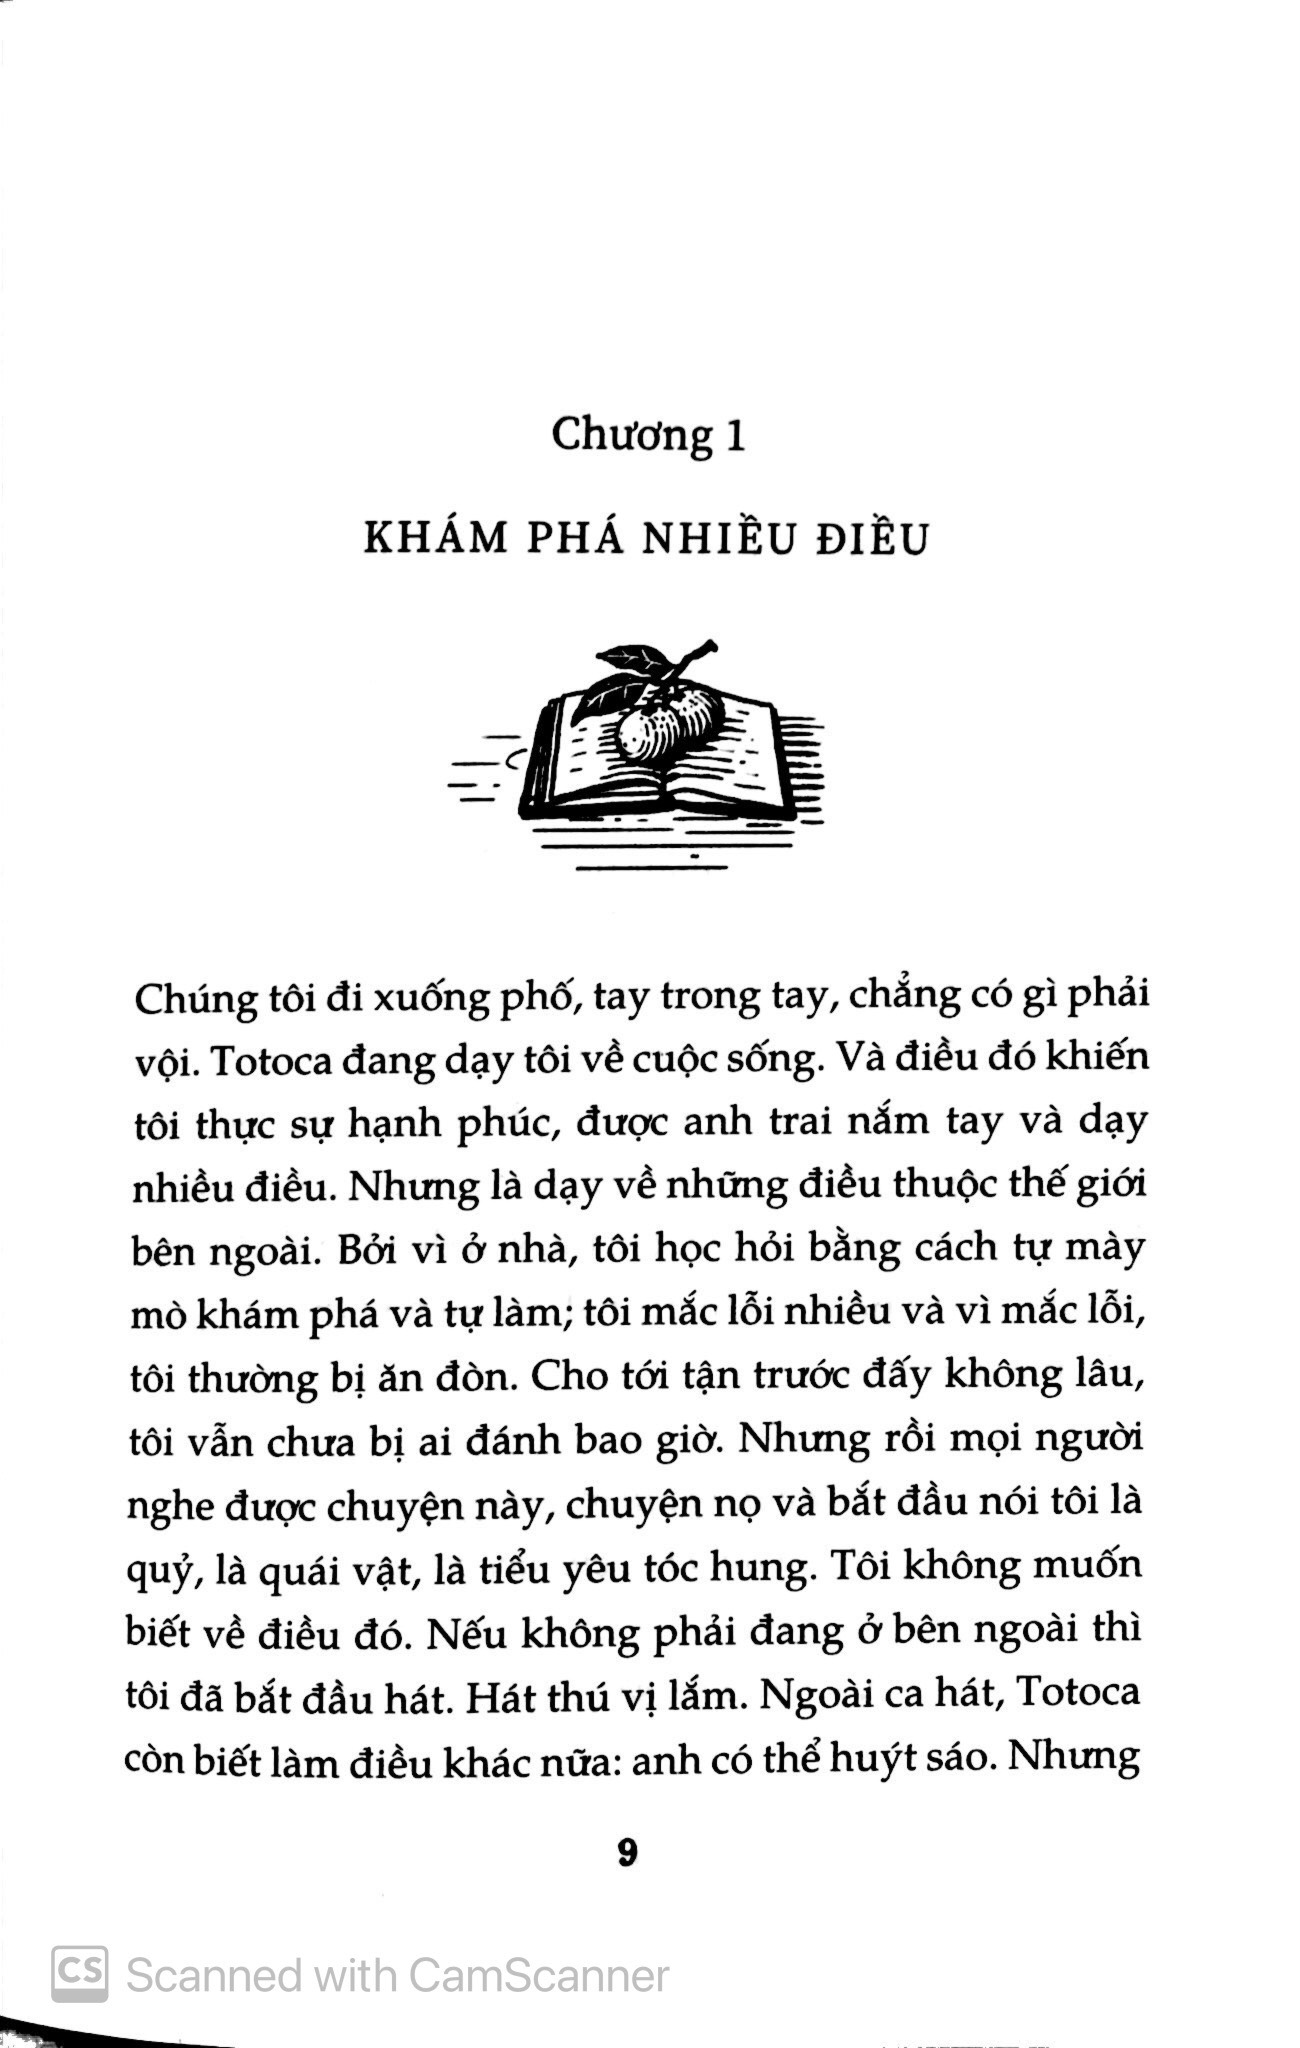 Chương 1
KHÁM PHÁ NHIỀU ĐIỀU
Chúng tôi đi xuống phố, tay trong tay, chẳng có gì phải
vội. Totoca đang dạy tôi về cuộc sống. Và điều đó khiến
tôi thực sự hạnh phúc, được anh trai nắm tay và dạy
nhiều điều. Nhưng là dạy về những điều thuộc thế giới
bên ngoài. Bởi vì ở nhà, tôi học hỏi bằng cách tự mày
mò khám phá và tự làm; tôi mắc lỗi nhiều và vì mắc lỗi,
tôi thường bị ăn đòn. Cho tới tận trước đấy không lâu,
tôi vẫn chưa bị ai đánh bao giờ. Nhưng rồi mọi người
nghe được chuyện này, chuyện nọ và bắt đầu nói tôi là
quỷ, là quái vật, là tiểu yêu tóc hung. Tôi không muốn
biết về điều đó. Nếu không phải đang ở bên ngoài thì
tôi đã bắt đầu hát. Hát thú vị lắm. Ngoài ca hát, Totoca
còn biết làm điều khác nữa: anh có thể huýt sáo. Nhưng
9
CS Scanned with CamScanner